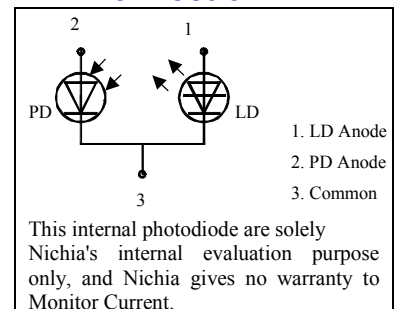 2
1
PD
LD
1. LD Anode
2. PD Anode
3. Common
3
This internal photodiode are solely
Nichia's internal evaluation purpose
only, and Nichia gives no warranty to
Monitor Current.